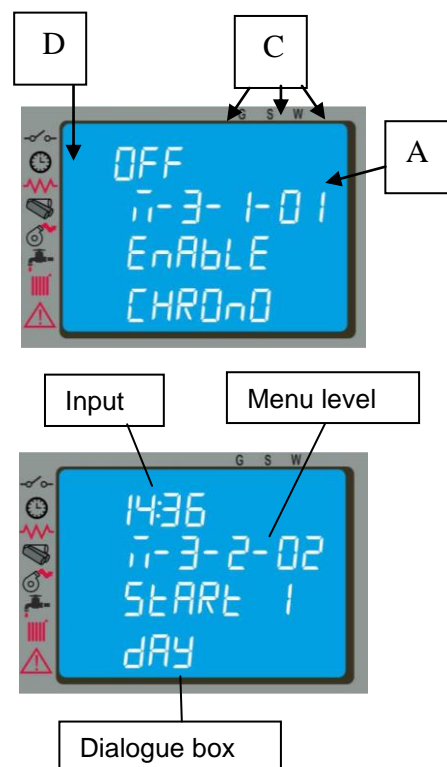 D
C
G S W
A
OFF
M-3-1-01
EnAbLE
CHROnO
Input
Menu level
G S W
14:36
M-3-2-02
StARt 1
dAy
Dialogue box